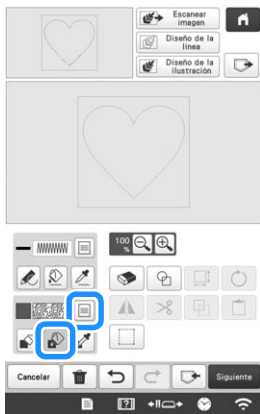 Escanear
imagen
Diseño de la
línea
Diseño de la
ilustración
100
%
Cancelar
Siguiente